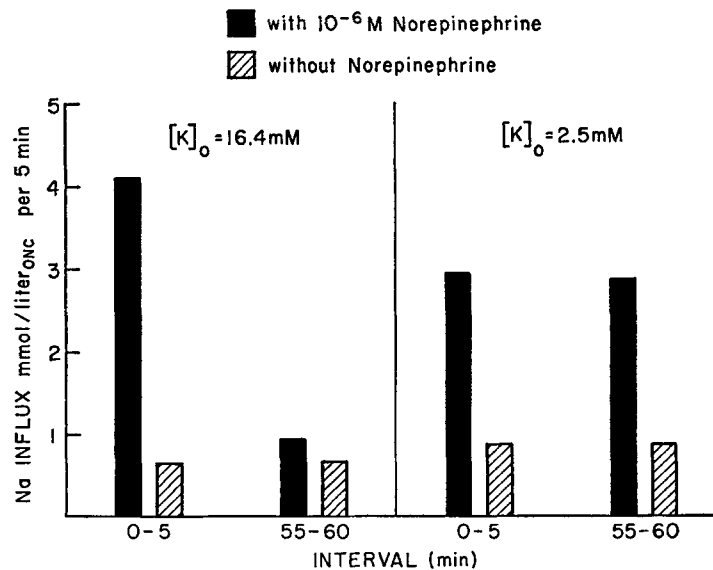 with 10⁻⁶ M Norepinephrine
without Norepinephrine
Na INFLUX mmol/liter_ONC per 5 min
5
4
3
2
1
[K]ₒ = 16.4mM
[K]ₒ = 2.5mM
0-5
55-60
0-5
55-60
INTERVAL (min)